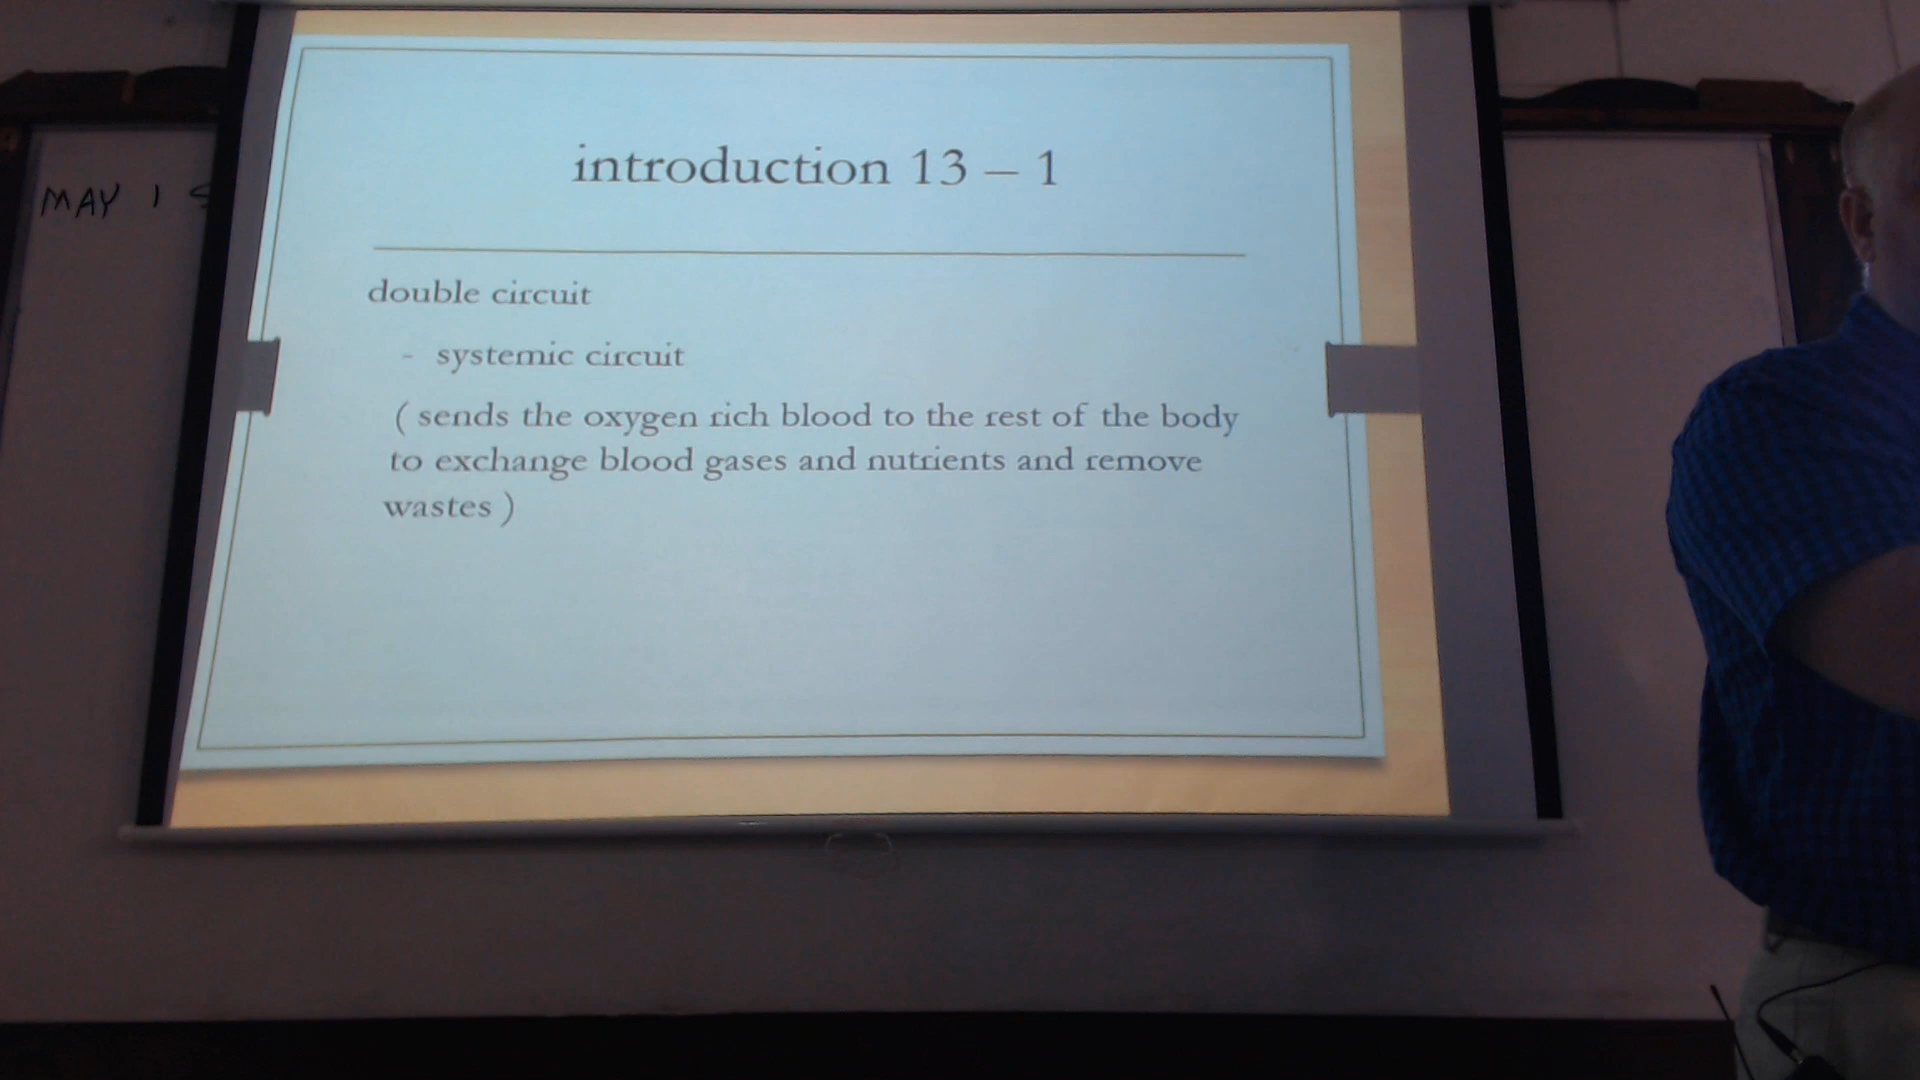 introduction 13 – 1
MAY 1
double circuit
- systemic circuit
( sends the oxygen rich blood to the rest of the body
to exchange blood gases and nutrients and remove
wastes )